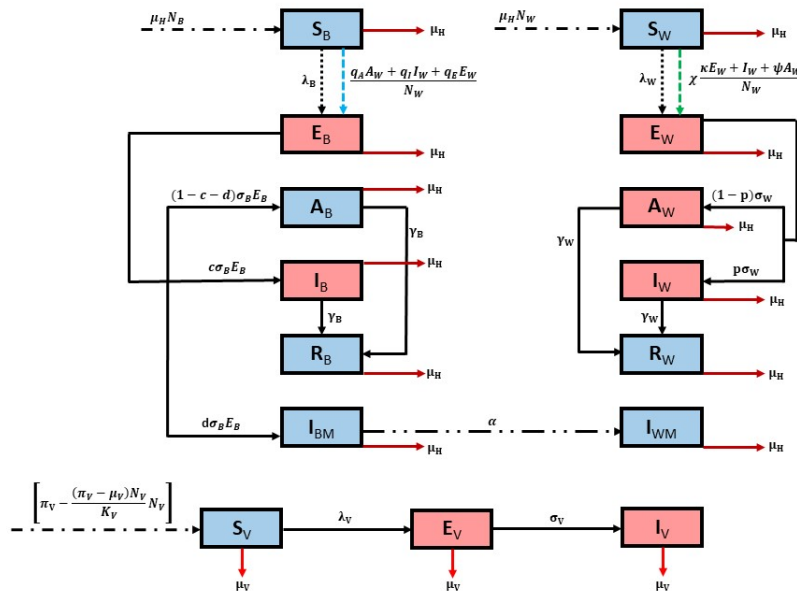 μ_H N_B
S_B
μ_H
μ_H N_W
S_W
μ_H
λ_B
(q_A A_W + q_I I_W + q_E E_W)/N_W
λ_W
χ (κE_W + I_W + ψA_W)/N_W
E_B
μ_H
E_W
μ_H
(1 - c - d)σ_B E_B
A_B
μ_H
γ_B
A_W
(1 - p)σ_W
μ_H
γ_W
cσ_B E_B
I_B
μ_H
γ_B
I_W
pσ_W
μ_H
γ_W
R_B
μ_H
R_W
μ_H
dσ_B E_B
I_BM
μ_H
α
I_WM
μ_H
[π_V - ((π_V - μ_V)N_V)/K_V N_V]
S_V
λ_V
E_V
σ_V
I_V
μ_V
μ_V
μ_V